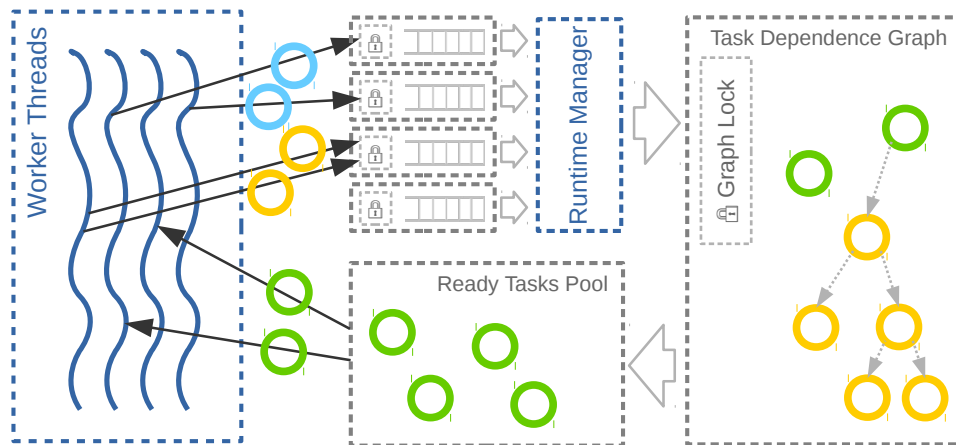 Worker Threads
Runtime Manager
Task Dependence Graph
Graph Lock
Ready Tasks Pool